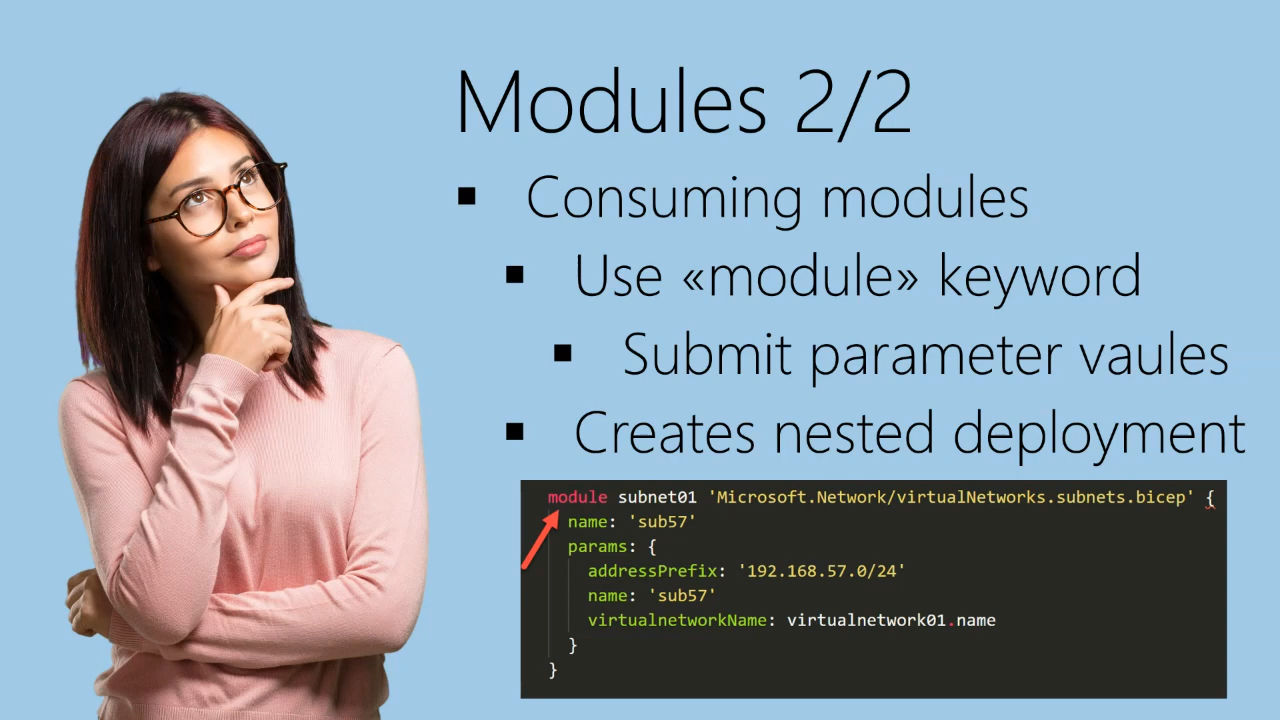 Modules 2/2
▪ Consuming modules
▪ Use «module» keyword
▪ Submit parameter vaules
▪ Creates nested deployment
module subnet01 'Microsoft.Network/virtualNetworks.subnets.bicep' {
name: 'sub57'
params: {
addressPrefix: '192.168.57.0/24'
name: 'sub57'
virtualnetworkName: virtualnetwork01.name
}
}